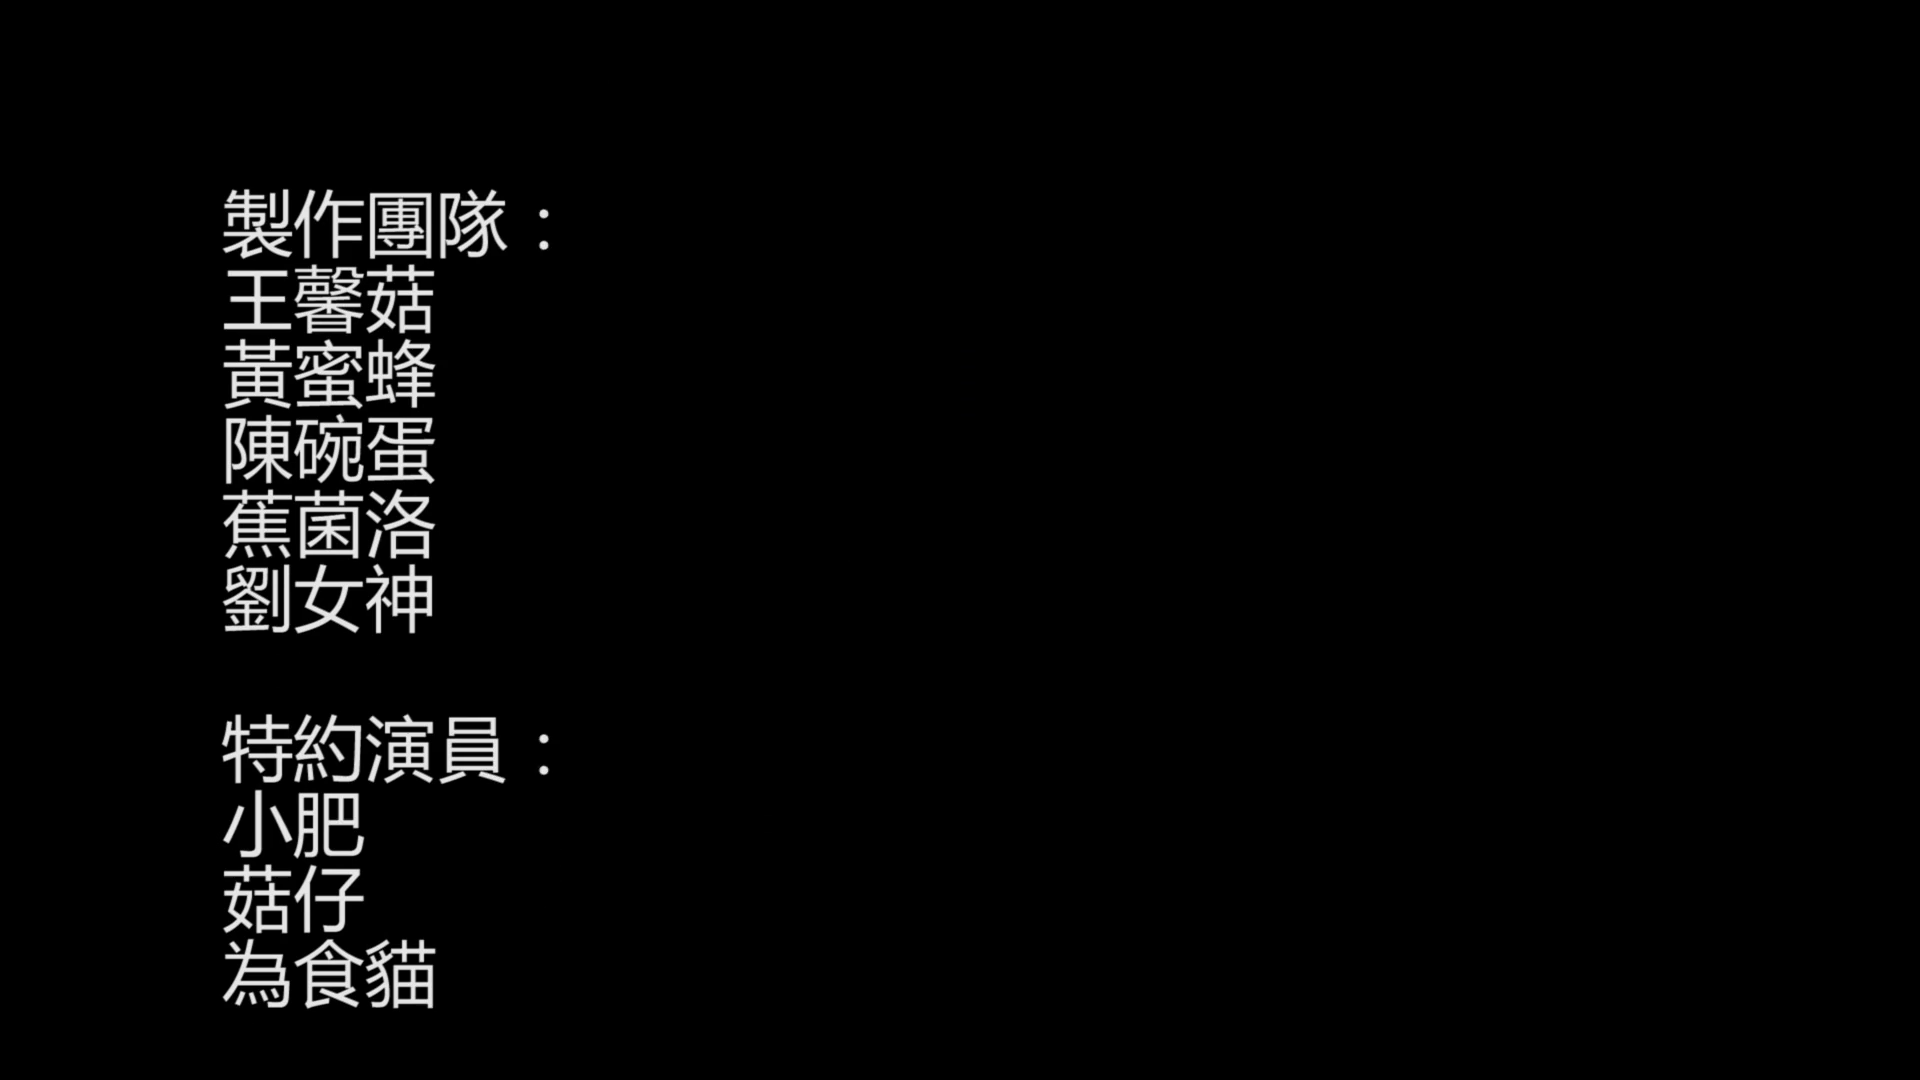 製作團隊：
王馨菇
黃蜜蜂
陳碗蛋
蕉菌洛
劉女神
特約演員：
小肥
菇仔
為食貓